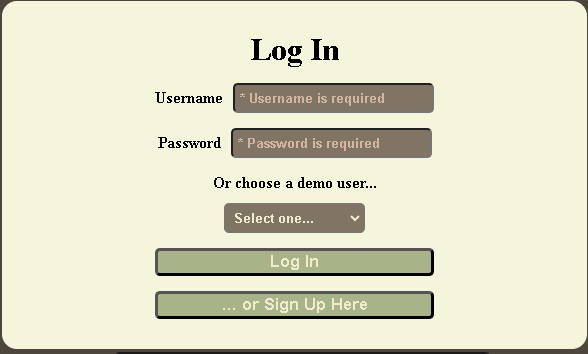 Log In
Username * Username is required
Password * Password is required
Or choose a demo user...
Select one...
Log In
... or Sign Up Here